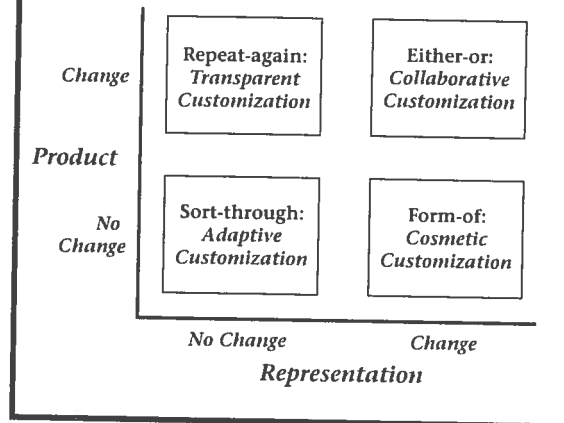 Change
Repeat-again:
Transparent
Customization
Either-or:
Collaborative
Customization
Product
No
Change
Sort-through:
Adaptive
Customization
Form-of:
Cosmetic
Customization
No Change
Change
Representation